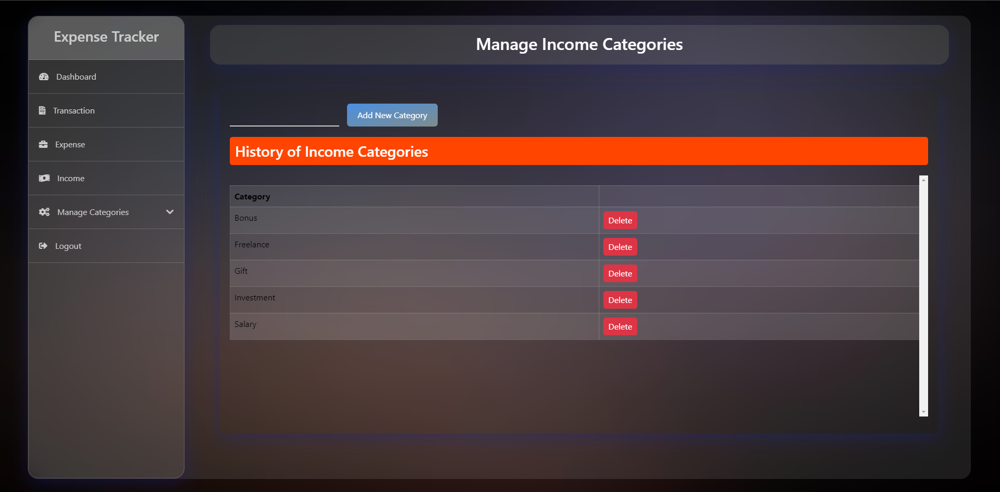 Expense Tracker
Dashboard
Transaction
Expense
Income
Manage Categories
Logout
Manage Income Categories
Add New Category
History of Income Categories
Category
Bonus Delete
Freelance Delete
Gift Delete
Investment Delete
Salary Delete